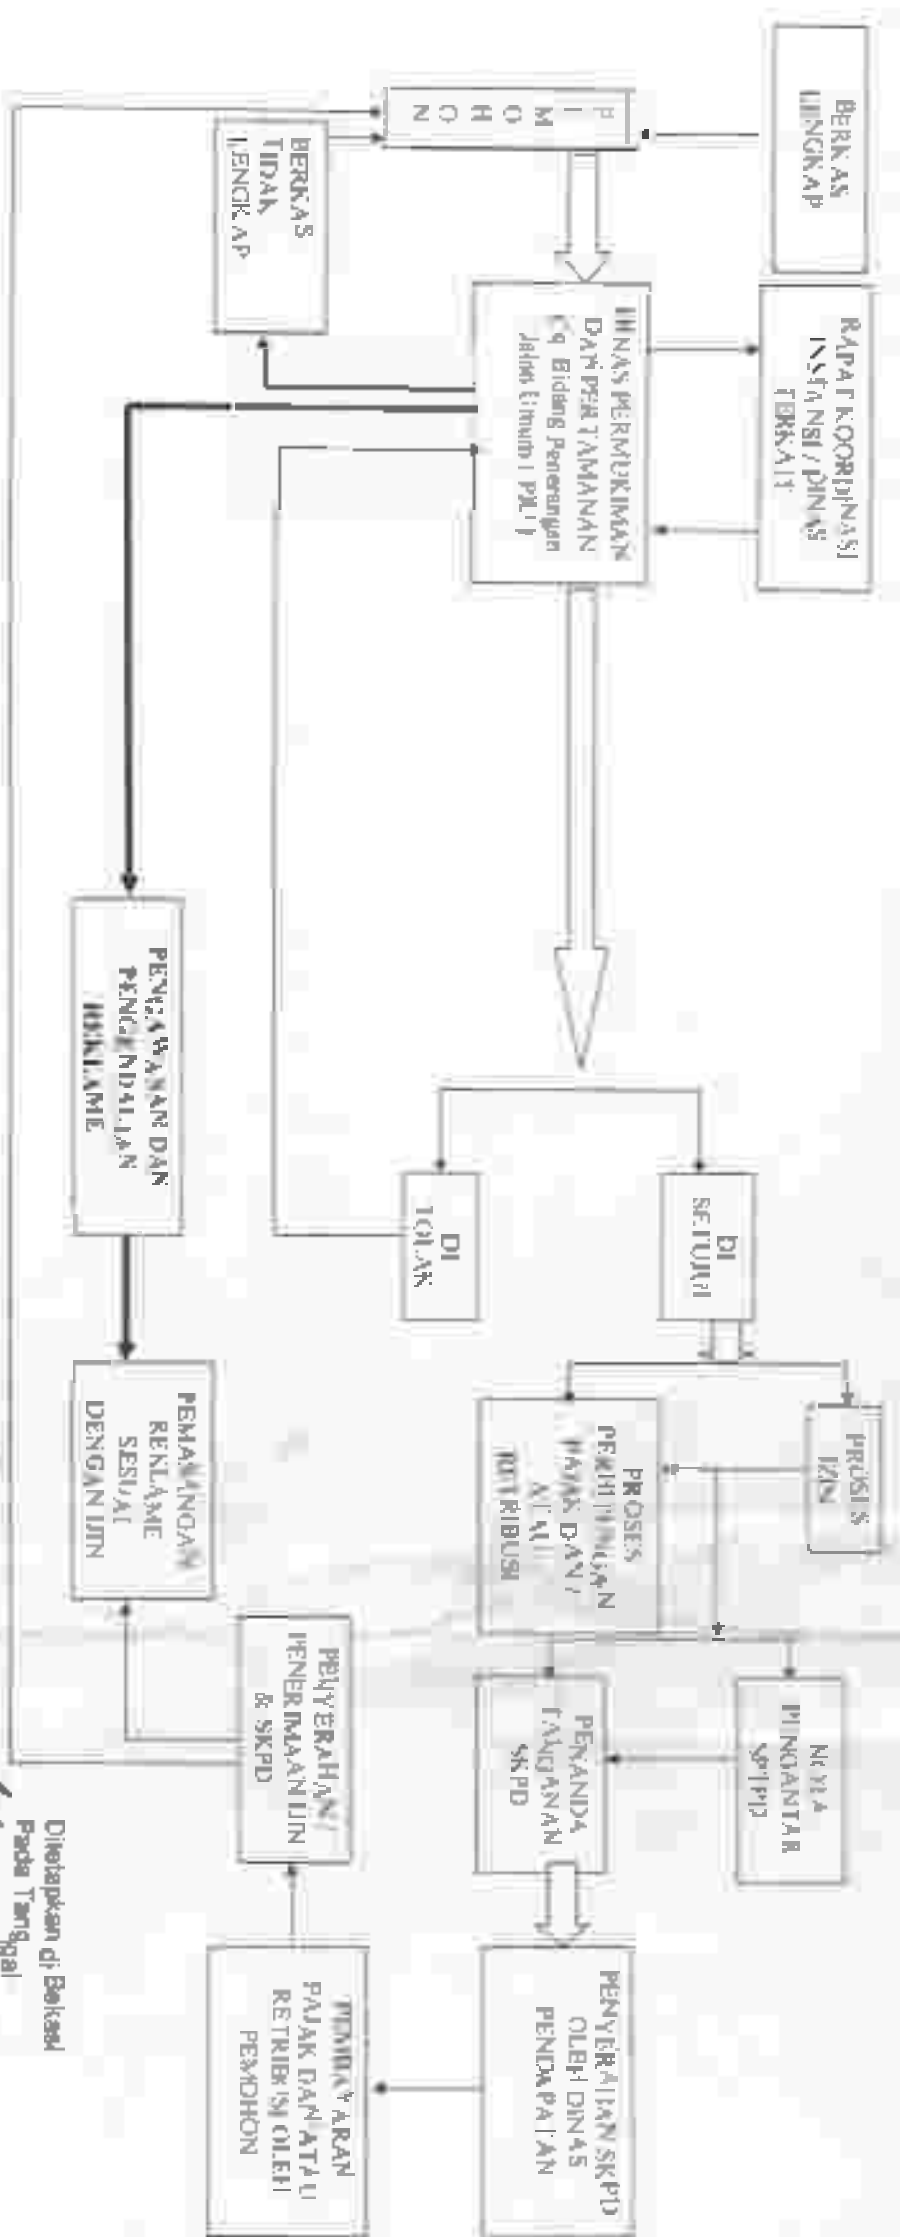 BERKAS
LENGKAP
RAPAT KOORDINASI
INSTANSI / DINAS
TERKAIT
PEMOHON
DINAS PERMUKIMAN
DAN PERTAMANAN
Cq Bidang Penerangan
Jalan Umum ( PJU )
BERKAS
TIDAK
LENGKAP
DI
SETUJUI
DI
TOLAK
PROSES
IZIN
PROSES
PERHITUNGAN
PAJAK DAN /
ATAU
RETRIBUSI
NOTA
PENGANTAR
PENANDA
TANGANAN
SKPD
PENYERAHAN SKPD
OLEH DINAS
PENDAPATAN
PEMBAYARAN
PAJAK DAN ATAU
RETRIBUSI OLEH
PEMOHON
PENYERAHAN /
PENERIMAAN IJIN
& SKPD
PENGAWASAN DAN
PENGENDALIAN
REKLAME
PEMASANGAN
REKLAME
SESUAI
DENGAN IJIN
Ditetapkan di Bekasi
Pada Tanggal